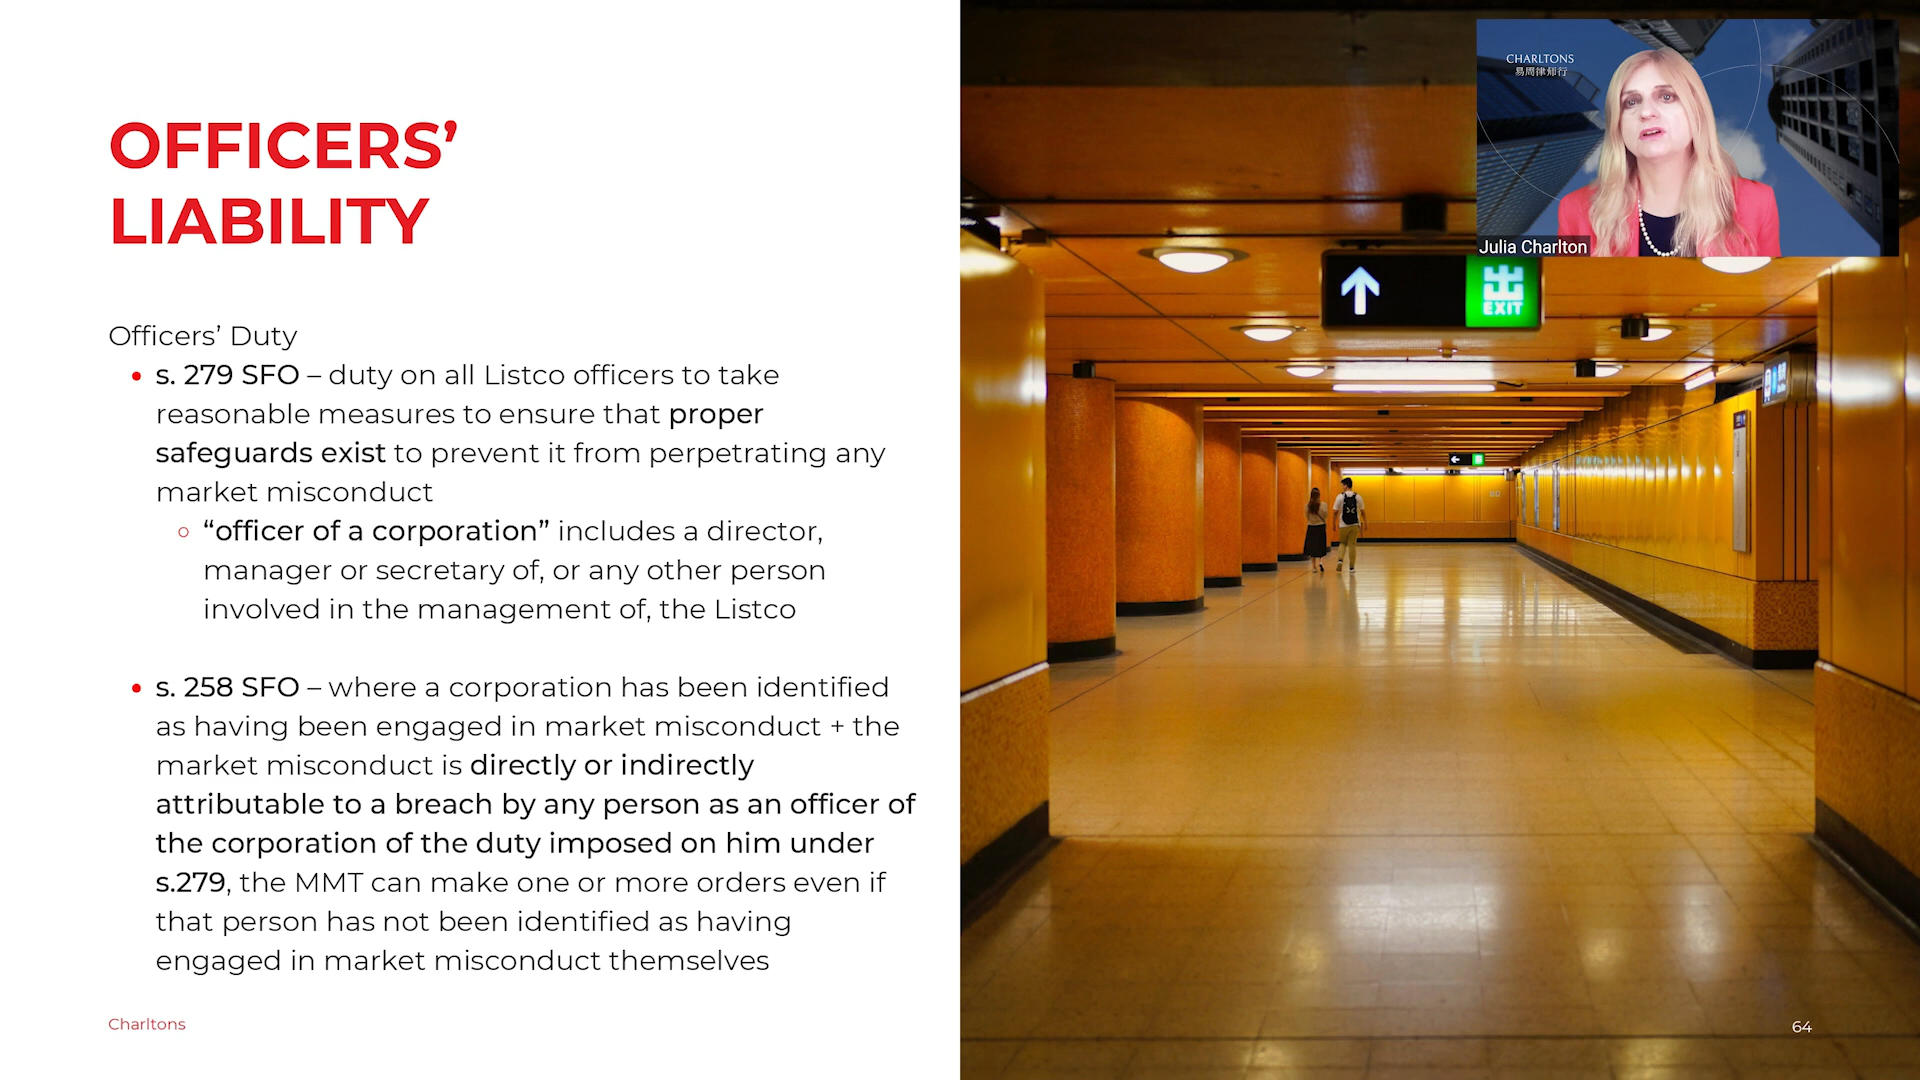 OFFICERS’
LIABILITY
Officers’ Duty
• s. 279 SFO – duty on all Listco officers to take
reasonable measures to ensure that proper
safeguards exist to prevent it from perpetrating any
market misconduct
○ “officer of a corporation” includes a director,
manager or secretary of, or any other person
involved in the management of, the Listco
• s. 258 SFO – where a corporation has been identified
as having been engaged in market misconduct + the
market misconduct is directly or indirectly
attributable to a breach by any person as an officer of
the corporation of the duty imposed on him under
s.279, the MMT can make one or more orders even if
that person has not been identified as having
engaged in market misconduct themselves
Charltons
CHARLTONS
易周律师行
Julia Charlton
出 EXIT
64